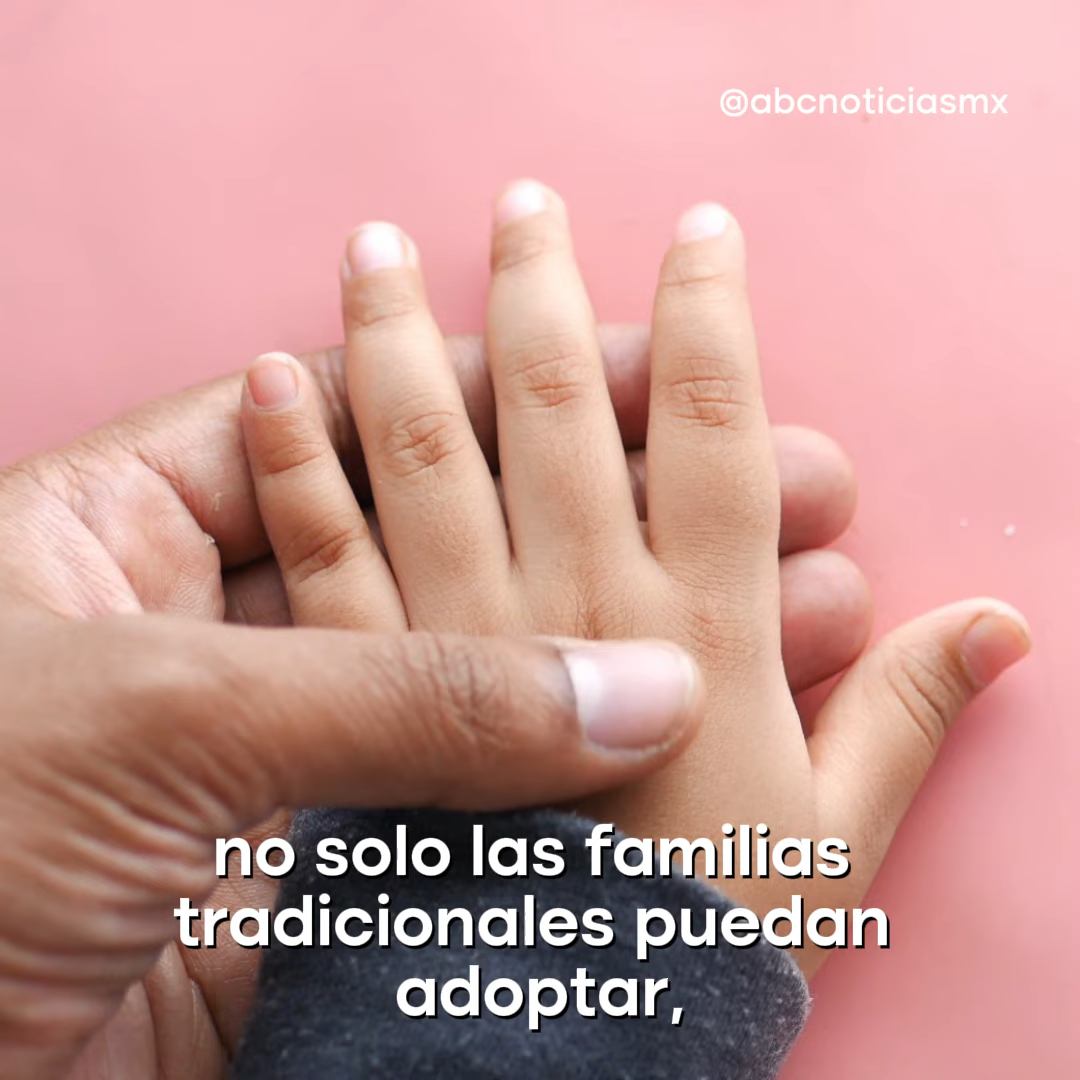 @abcnoticiasmx
no solo las familias
tradicionales puedan
adoptar,